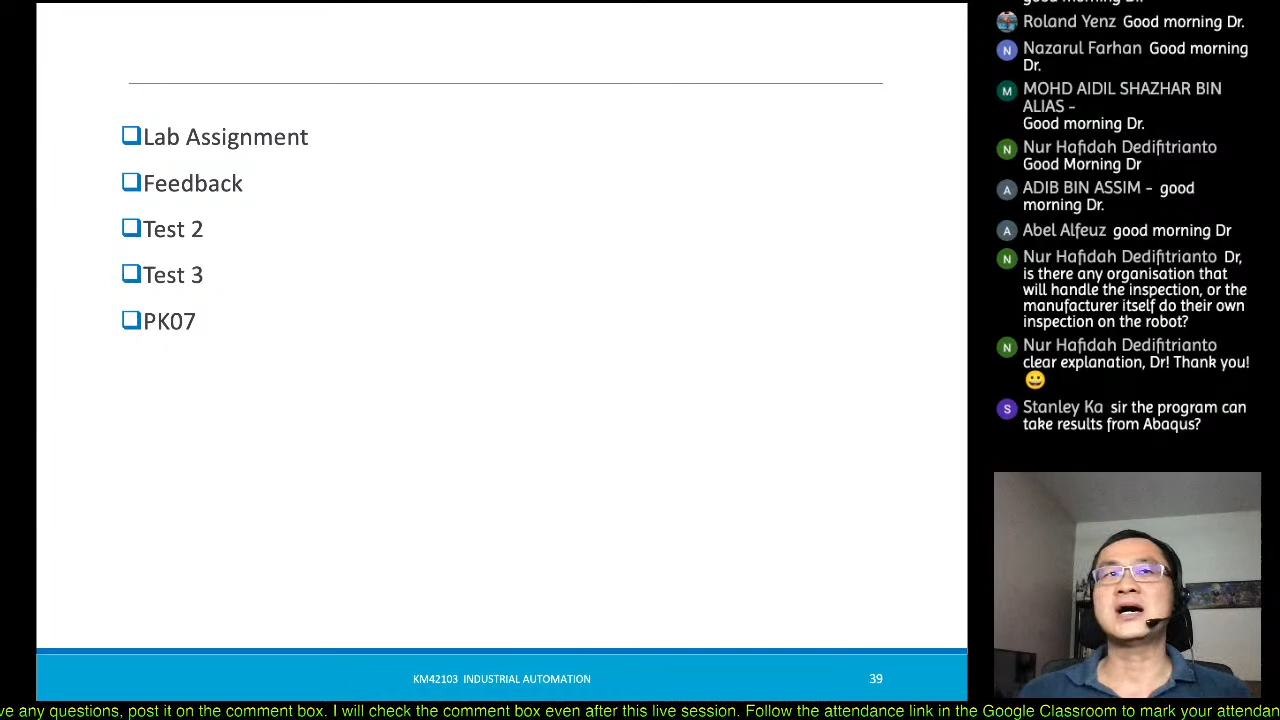 Lab Assignment
Feedback
Test 2
Test 3
PK07
KM42103 INDUSTRIAL AUTOMATION
39
good morning Dr.
Roland Yenz Good morning Dr.
N Nazarul Farhan Good morning
Dr.
M MOHD AIDIL SHAZHAR BIN
ALIAS -
Good morning Dr.
N Nur Hafidah Dedifitrianto
Good Morning Dr
A ADIB BIN ASSIM - good
morning Dr.
A Abel Alfeuz good morning Dr
N Nur Hafidah Dedifitrianto Dr,
is there any organisation that
will handle the inspection, or the
manufacturer itself do their own
inspection on the robot?
N Nur Hafidah Dedifitrianto
clear explanation, Dr! Thank you!
😀
S Stanley Ka sir the program can
take results from Abaqus?
ve any questions, post it on the comment box. I will check the comment box even after this live session. Follow the attendance link in the Google Classroom to mark your attendan